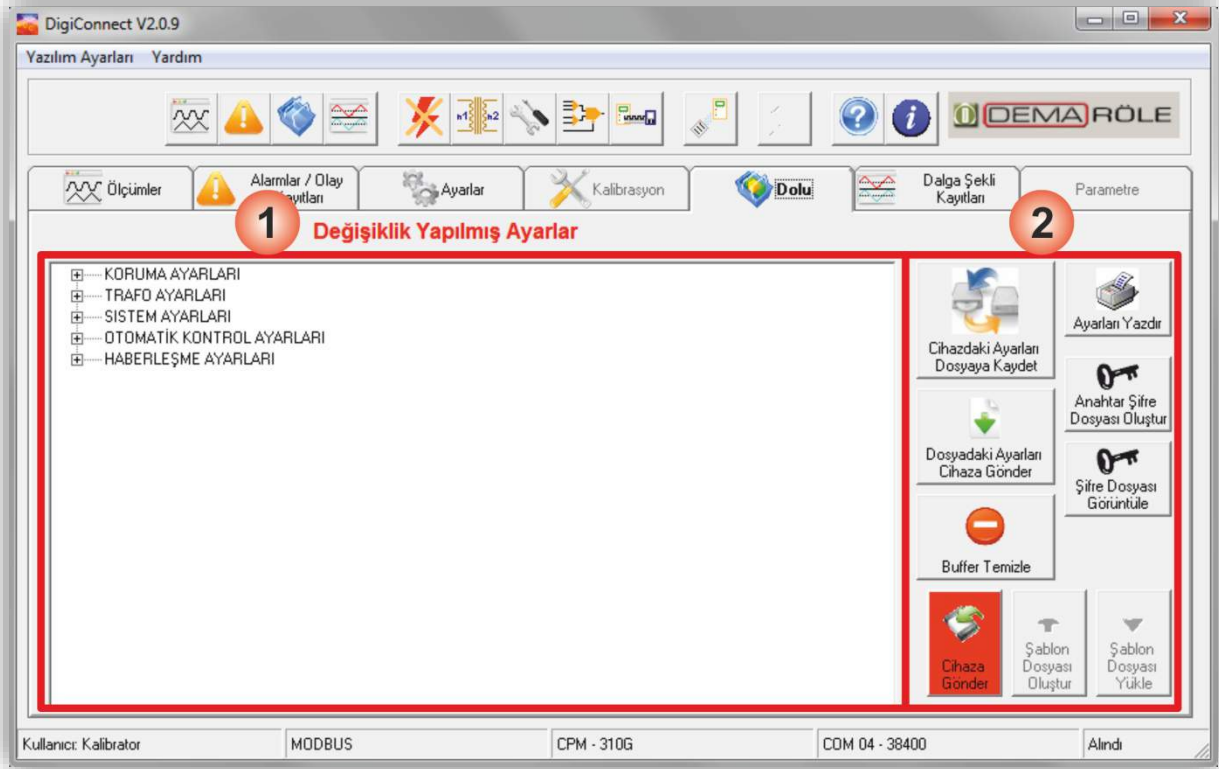 DigiConnect V2.0.9
Yazılım Ayarları Yardım
n1 n2
DEMA RÖLE
Ölçümler
Alarmlar / Olay
Ayarlar
Kalibrasyon
Dolu
Dalga Şekli
Kayıtları
Parametre
1
2
Değişiklik Yapılmış Ayarlar
KORUMA AYARLARI
TRAFO AYARLARI
SİSTEM AYARLARI
OTOMATİK KONTROL AYARLARI
HABERLEŞME AYARLARI
Cihazdaki Ayarları
Dosyaya Kaydet
Ayarları Yazdır
Anahtar Şifre
Dosyası Oluştur
Dosyadaki Ayarları
Cihaza Gönder
Şifre Dosyası
Görüntüle
Buffer Temizle
Cihaza
Gönder
Şablon
Dosyası
Oluştur
Şablon
Dosyası
Yükle
Kullanıcı: Kalibrator
MODBUS
CPM - 310G
COM 04 - 38400
Alındı